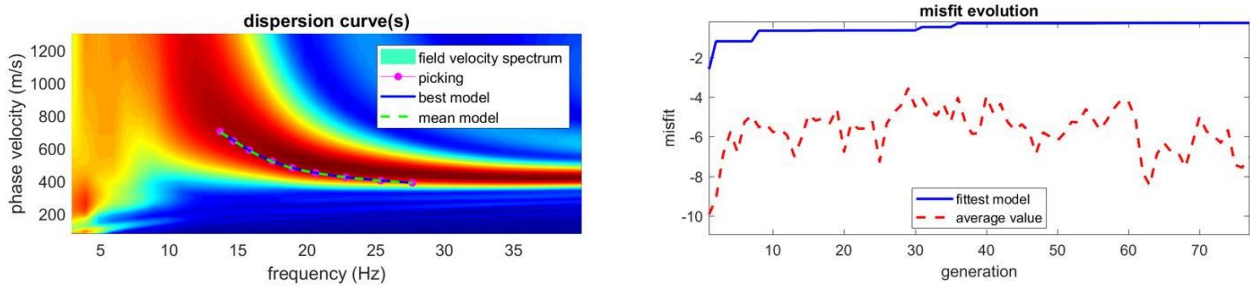 dispersion curve(s)
phase velocity (m/s)
1200
1000
800
600
400
200
field velocity spectrum
picking
best model
mean model
5 10 15 20 25 30 35
frequency (Hz)
misfit evolution
misfit
-2
-4
-6
-8
-10
fittest model
average value
10 20 30 40 50 60 70
generation